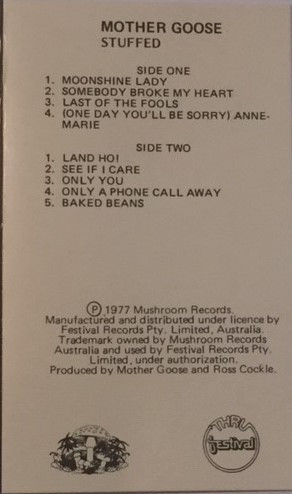 MOTHER GOOSE
STUFFED
SIDE ONE
1. MOONSHINE LADY
2. SOMEBODY BROKE MY HEART
3. LAST OF THE FOOLS
4. (ONE DAY YOU'LL BE SORRY) ANNE-
MARIE
SIDE TWO
1. LAND HO!
2. SEE IF I CARE
3. ONLY YOU
4. ONLY A PHONE CALL AWAY
5. BAKED BEANS
Ⓟ 1977 Mushroom Records.
Manufactured and distributed under licence by
Festival Records Pty. Limited, Australia.
Trademark owned by Mushroom Records
Australia and used by Festival Records Pty.
Limited, under authorization.
Produced by Mother Goose and Ross Cockle.
THRU
festival